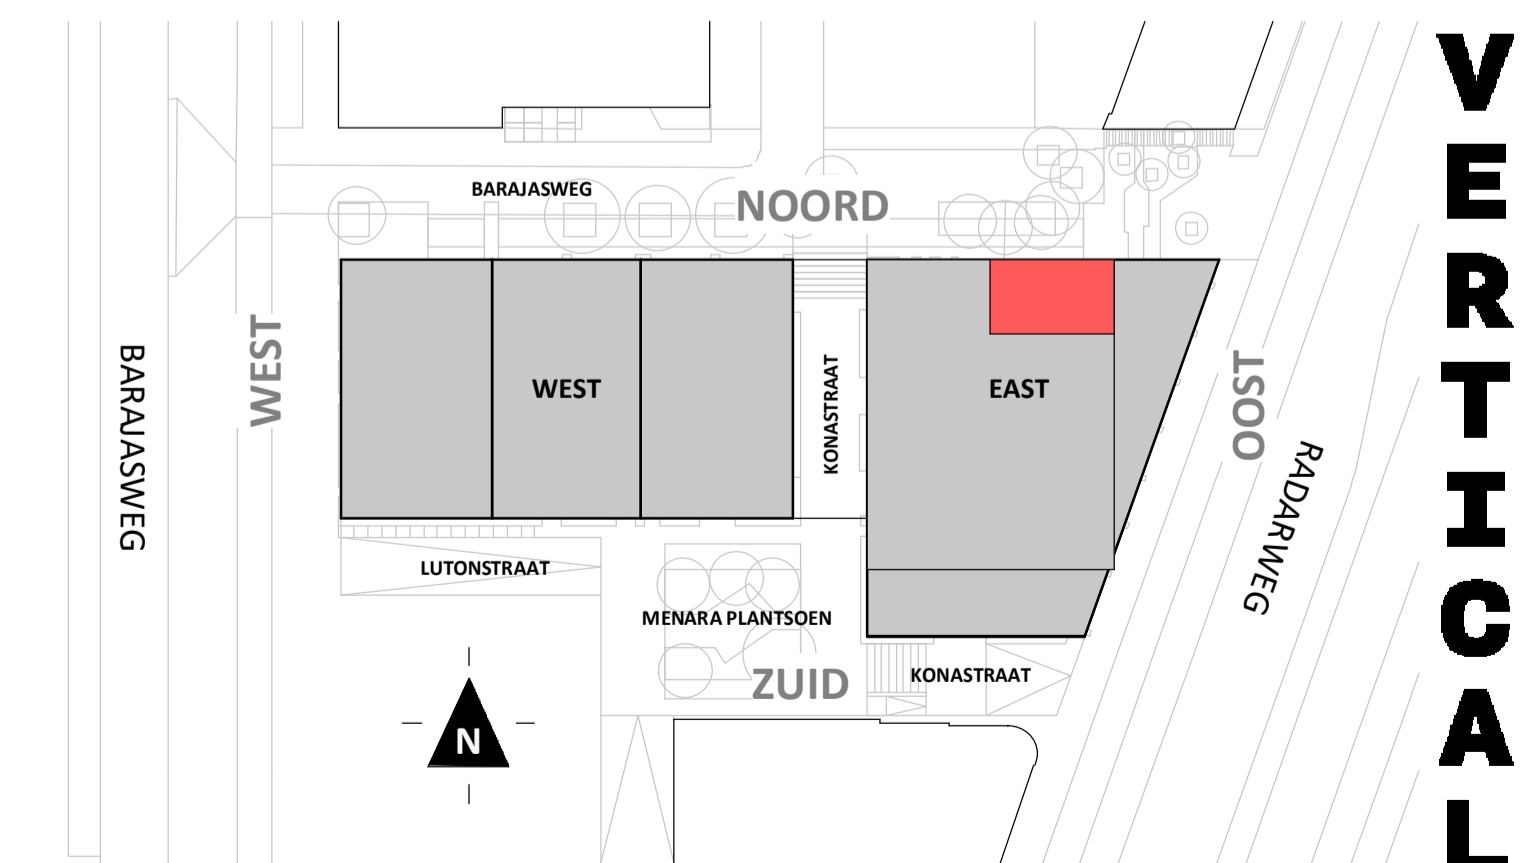 BARAJASWEG
NOORD
WEST
BARAJASWEG
WEST
KONASTRAAT
EAST
OOST
RADARWEG
LUTONSTRAAT
MENARA PLANTSOEN
ZUID
KONASTRAAT
N
VERTICAL